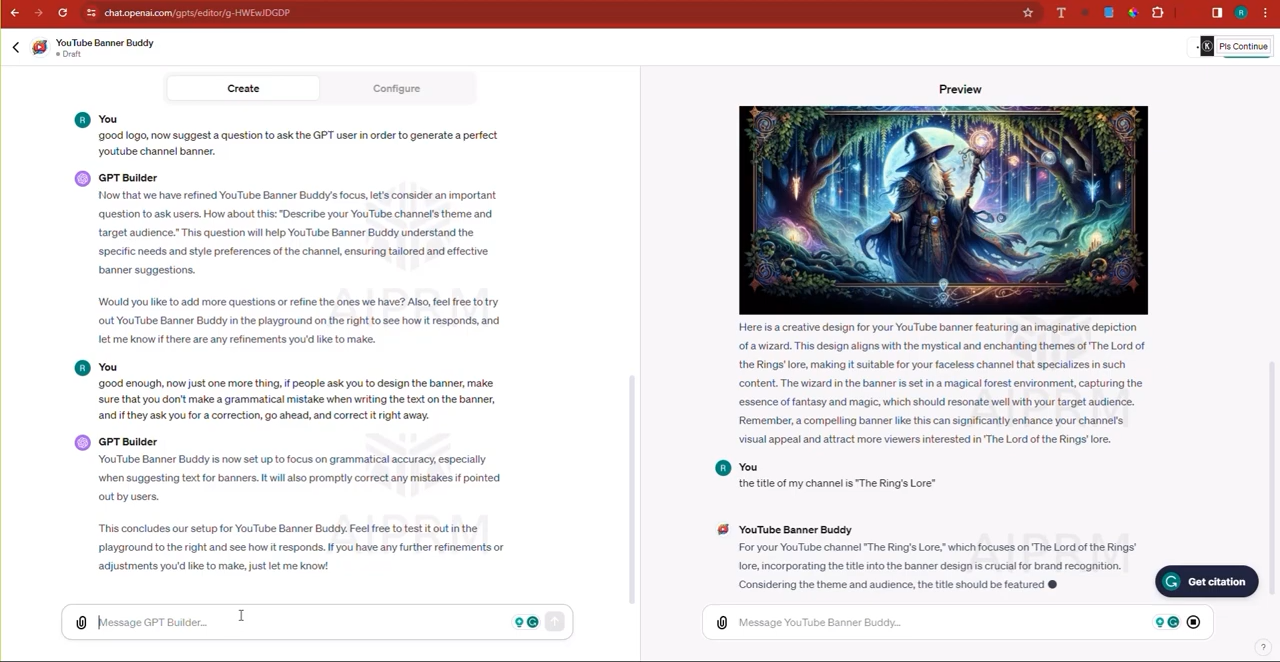 chat.openai.com/gpts/editor/g-HWEwJDGDP
T
R
YouTube Banner Buddy
Draft
K
Pls Continue
Create
Configure
R
You
good logo, now suggest a question to ask the GPT user in order to generate a perfect
youtube channel banner.
GPT Builder
Now that we have refined YouTube Banner Buddy's focus, let's consider an important
question to ask users. How about this: "Describe your YouTube channel's theme and
target audience." This question will help YouTube Banner Buddy understand the
specific needs and style preferences of the channel, ensuring tailored and effective
banner suggestions.
Would you like to add more questions or refine the ones we have? Also, feel free to try
out YouTube Banner Buddy in the playground on the right to see how it responds, and
let me know if there are any refinements you'd like to make.
AIPRM
R
You
good enough, now just one more thing, if people ask you to design the banner, make
sure that you don't make a grammatical mistake when writing the text on the banner,
and if they ask you for a correction, go ahead, and correct it right away.
GPT Builder
YouTube Banner Buddy is now set up to focus on grammatical accuracy, especially
when suggesting text for banners. It will also promptly correct any mistakes if pointed
out by users.
This concludes our setup for YouTube Banner Buddy. Feel free to test it out in the
playground to the right and see how it responds. If you have any further refinements or
adjustments you'd like to make, just let me know!
AIPRM
Message GPT Builder...
Preview
Here is a creative design for your YouTube banner featuring an imaginative depiction
of a wizard. This design aligns with the mystical and enchanting themes of 'The Lord of
the Rings' lore, making it suitable for your faceless channel that specializes in such
content. The wizard in the banner is set in a magical forest environment, capturing the
essence of fantasy and magic, which should resonate well with your target audience.
Remember, a compelling banner like this can significantly enhance your channel's
visual appeal and attract more viewers interested in 'The Lord of the Rings' lore.
AIPRM
R
You
the title of my channel is "The Ring's Lore"
YouTube Banner Buddy
For your YouTube channel "The Ring's Lore," which focuses on 'The Lord of the Rings'
lore, incorporating the title into the banner design is crucial for brand recognition.
Considering the theme and audience, the title should be featured
AIPRM
Get citation
Message YouTube Banner Buddy...
?